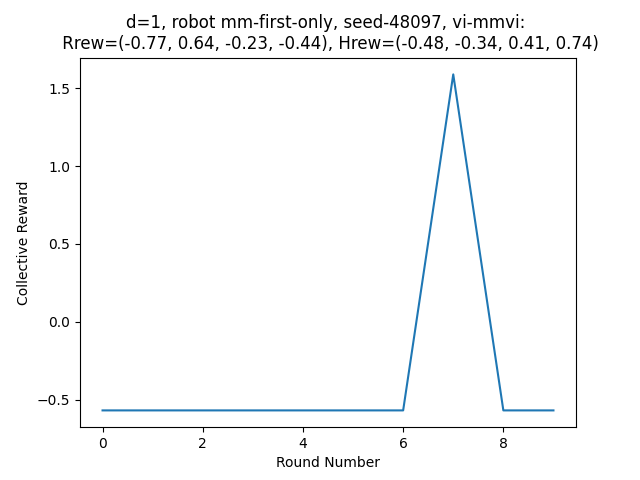 d=1, robot mm-first-only, seed-48097, vi-mmvi:
Rrew=(-0.77, 0.64, -0.23, -0.44), Hrew=(-0.48, -0.34, 0.41, 0.74)
1.5
1.0
0.5
0.0
−0.5
Collective Reward
0 2 4 6 8
Round Number